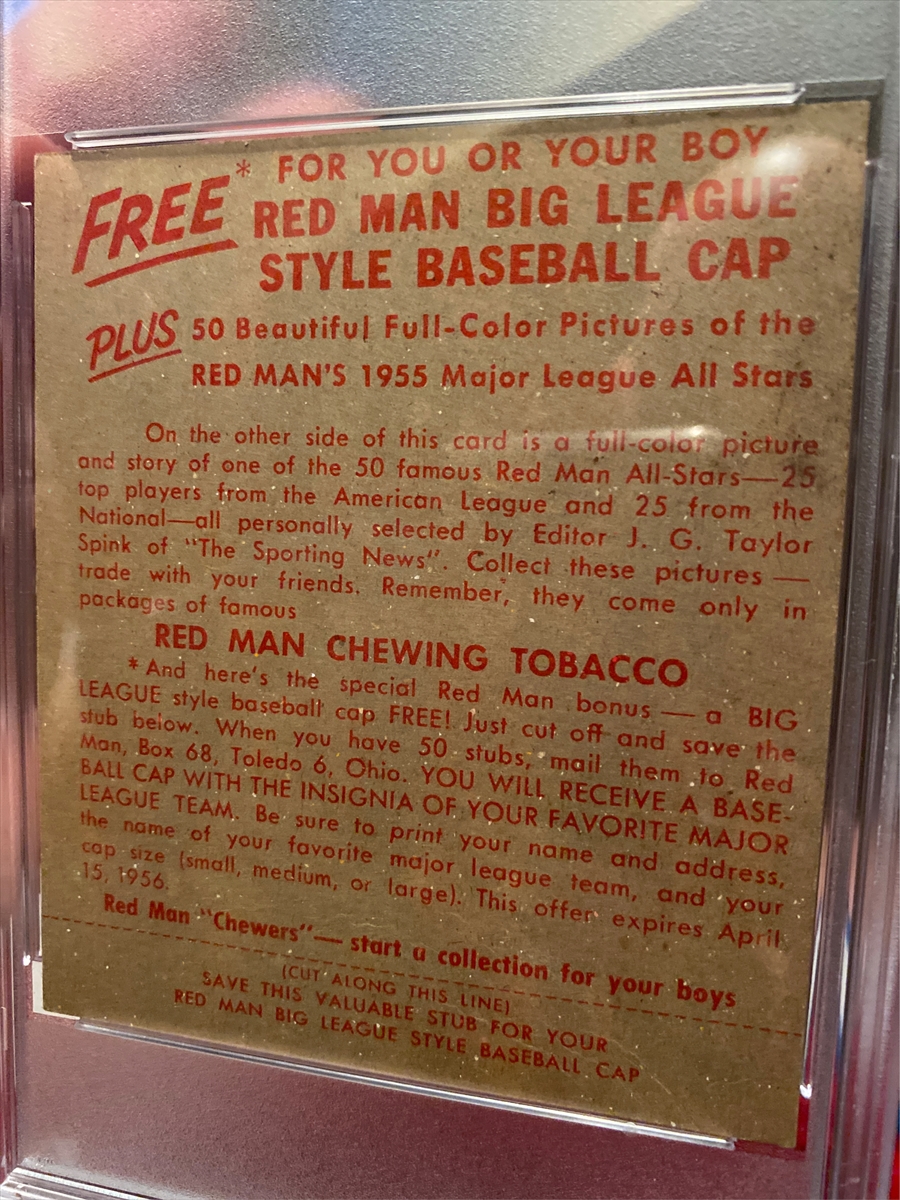 FREE* FOR YOU OR YOUR BOY
RED MAN BIG LEAGUE
STYLE BASEBALL CAP
PLUS 50 Beautiful Full-Color Pictures of the
RED MAN'S 1955 Major League All Stars
On the other side of this card is a full-color picture
and story of one of the 50 famous Red Man All-Stars—25
top players from the American League and 25 from the
National—all personally selected by Editor J. G. Taylor
Spink of "The Sporting News". Collect these pictures —
trade with your friends. Remember, they come only in
packages of famous
RED MAN CHEWING TOBACCO
*And here's the special Red Man bonus — a BIG
LEAGUE style baseball cap FREE! Just cut off and save the
stub below. When you have 50 stubs, mail them to Red
Man, Box 68, Toledo 6, Ohio. YOU WILL RECEIVE A BASE-
BALL CAP WITH THE INSIGNIA OF YOUR FAVORITE MAJOR
LEAGUE TEAM. Be sure to print your name and address,
the name of your favorite major league team, and your
cap size (small, medium, or large). This offer expires April
15, 1956.
Red Man "Chewers"— start a collection for your boys
(CUT ALONG THIS LINE)
SAVE THIS VALUABLE STUB FOR YOUR
RED MAN BIG LEAGUE STYLE BASEBALL CAP